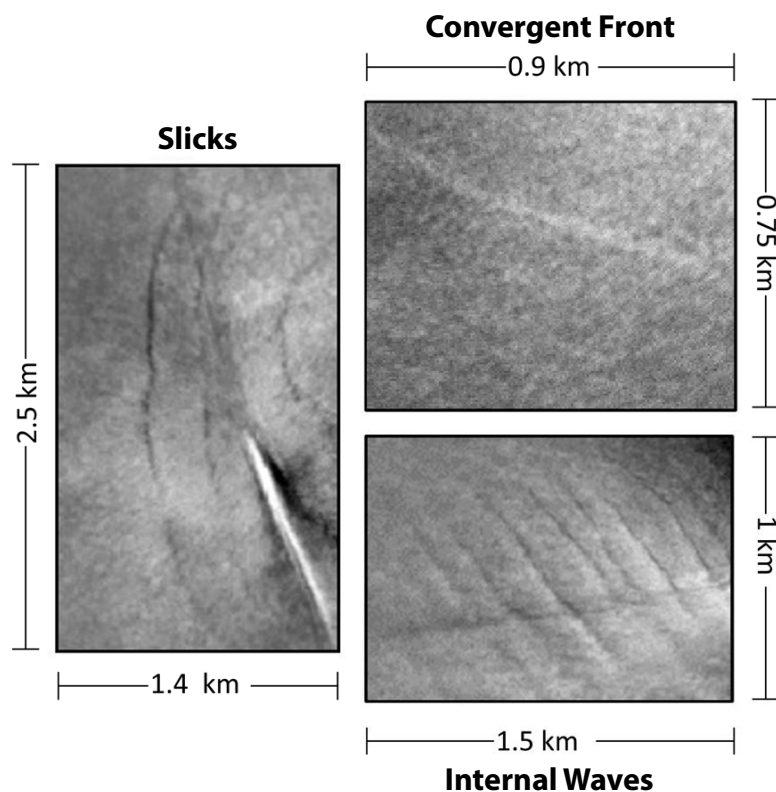 Convergent Front
0.9 km
Slicks
0.75 km
2.5 km
1 km
1.4 km
1.5 km
Internal Waves